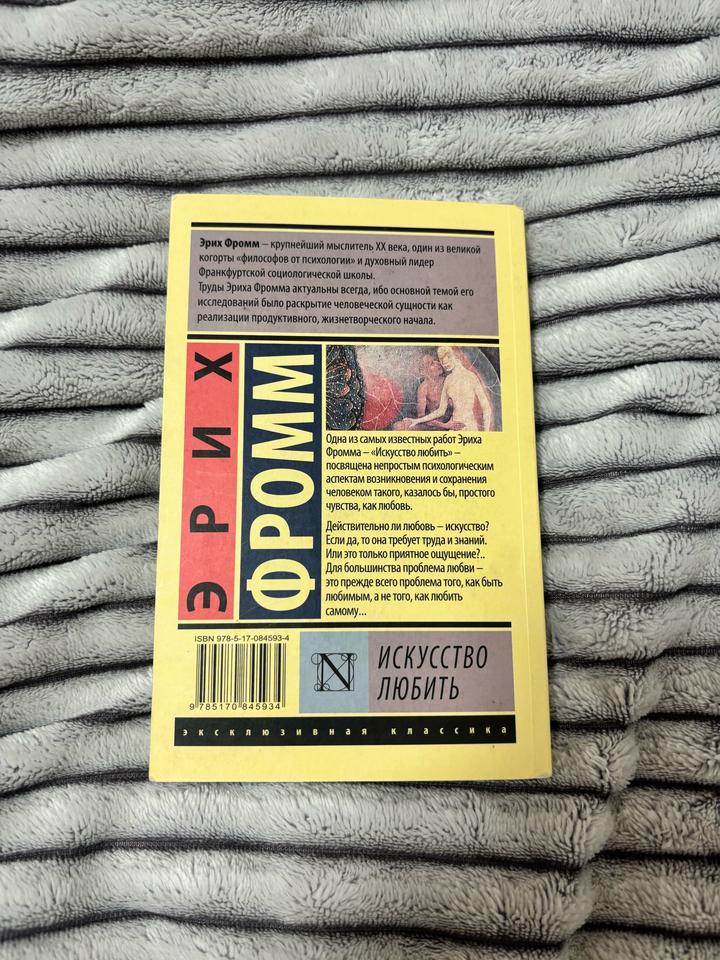 Эрих Фромм – крупнейший мыслитель XX века, один из великой
когорты «философов от психологии» и духовный лидер
Франкфуртской социологической школы.
Труды Эриха Фромма актуальны всегда, ибо основной темой его
исследований было раскрытие человеческой сущности как
реализации продуктивного, жизнетворческого начала.
ЭРИХ
ФРОММ
Одна из самых известных работ Эриха
Фромма – «Искусство любить» –
посвящена непростым психологическим
аспектам возникновения и сохранения
человеком такого, казалось бы, простого
чувства, как любовь.
Действительно ли любовь – искусство?
Если да, то она требует труда и знаний.
Или это только приятное ощущение?..
Для большинства проблема любви –
это прежде всего проблема того, как быть
любимым, а не того, как любить
самому...
ISBN 978-5-17-084593-4
9 785170 845934
N
ИСКУССТВО
ЛЮБИТЬ
эксклюзивная классика